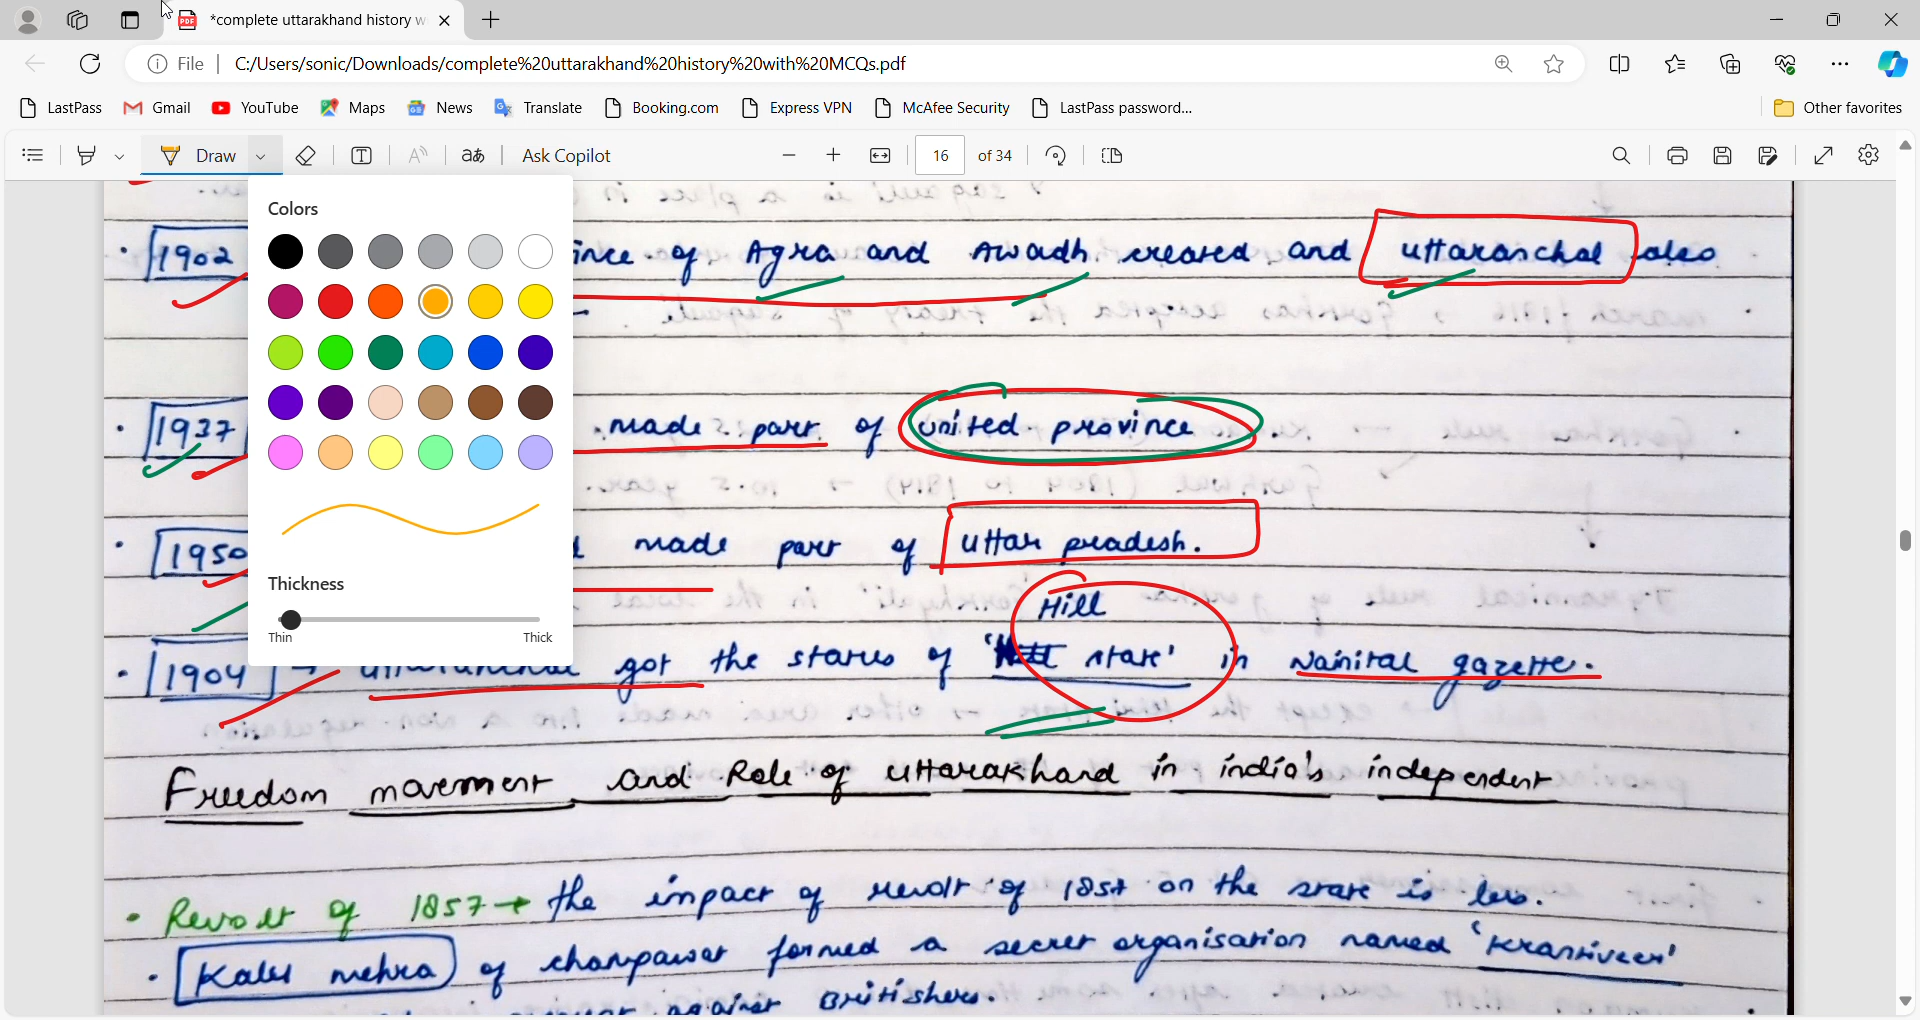 *complete uttarakhand history w
File
C:/Users/sonic/Downloads/complete%20uttarakhand%20history%20with%20MCQs.pdf
LastPass
Gmail
YouTube
Maps
News
Translate
Booking.com
Express VPN
McAfee Security
LastPass password...
Other favorites
Draw
Ask Copilot
16 of 34
Colors
Thickness
Thin
Thick
1902
of Agra and Awadh created and uttaranchal also
1937
made part of united province.
1950
made part of uttar pradesh.
Hill
1904 → uttaranchal got the status of ' state' in Nainital gazette.
Freedom movement and Role of uttarakhand in india's independent
Revolt of 1857 → the impact of revolt of 1857 on the state is less.
Kalu mehra of champawat formed a secret organisation named 'Krantiveer'
against Britishers.